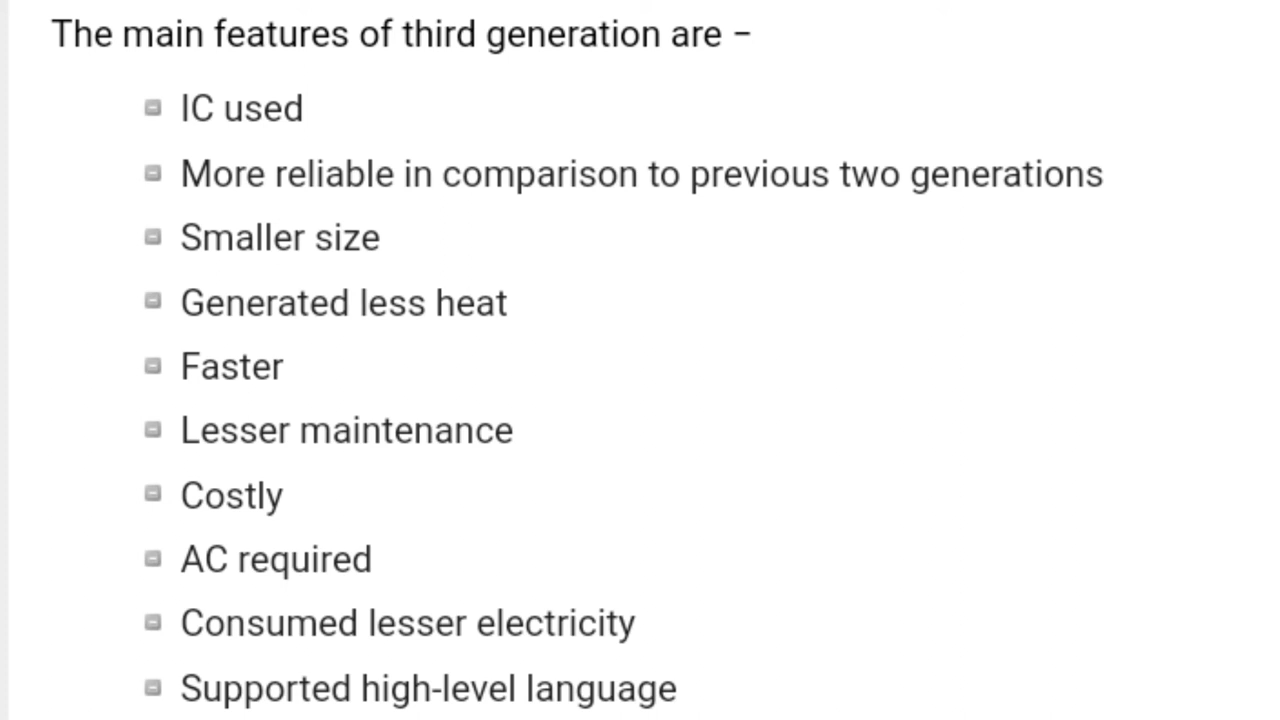 The main features of third generation are −
IC used
More reliable in comparison to previous two generations
Smaller size
Generated less heat
Faster
Lesser maintenance
Costly
AC required
Consumed lesser electricity
Supported high-level language